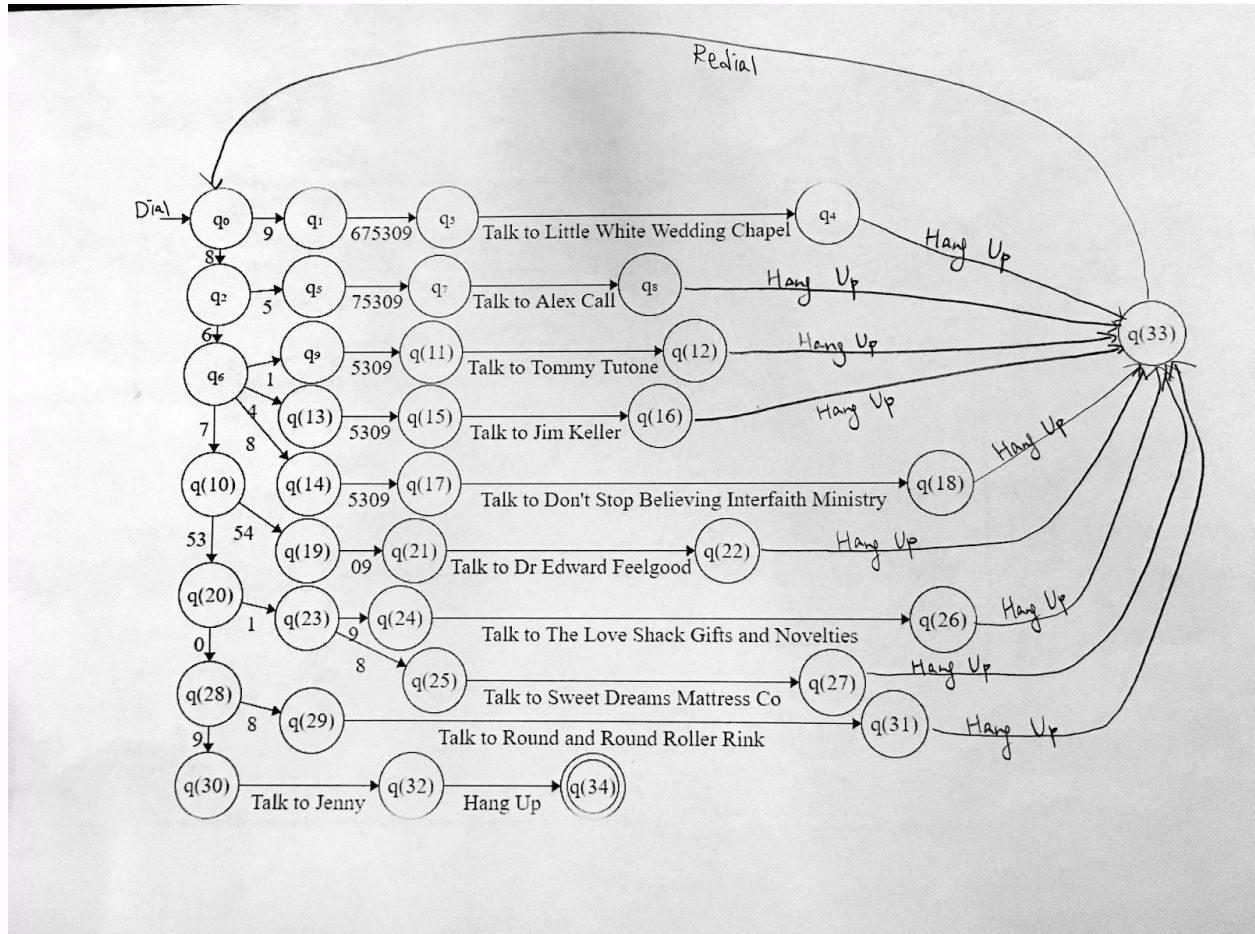 Redial
Dial q0 9 q1 675309 q3 Talk to Little White Wedding Chapel q4 Hang Up
8
q2 5 q5 75309 q7 Talk to Alex Call q8 Hang Up
q(33)
6
q6 1 q9 5309 q(11) Talk to Tommy Tutone q(12) Hang Up
4 q(13) 5309 q(15) Talk to Jim Keller q(16) Hang Up
7 8
q(10) q(14) 5309 q(17) Talk to Don't Stop Believing Interfaith Ministry q(18) Hang Up
53 54
q(19) 09 q(21) Talk to Dr Edward Feelgood q(22) Hang Up
q(20) 1 q(23) 9 q(24) Talk to The Love Shack Gifts and Novelties q(26) Hang Up
0 8
q(25) Talk to Sweet Dreams Mattress Co q(27) Hang Up
q(28) 8 q(29) Talk to Round and Round Roller Rink q(31) Hang Up
9
q(30) Talk to Jenny q(32) Hang Up q(34)